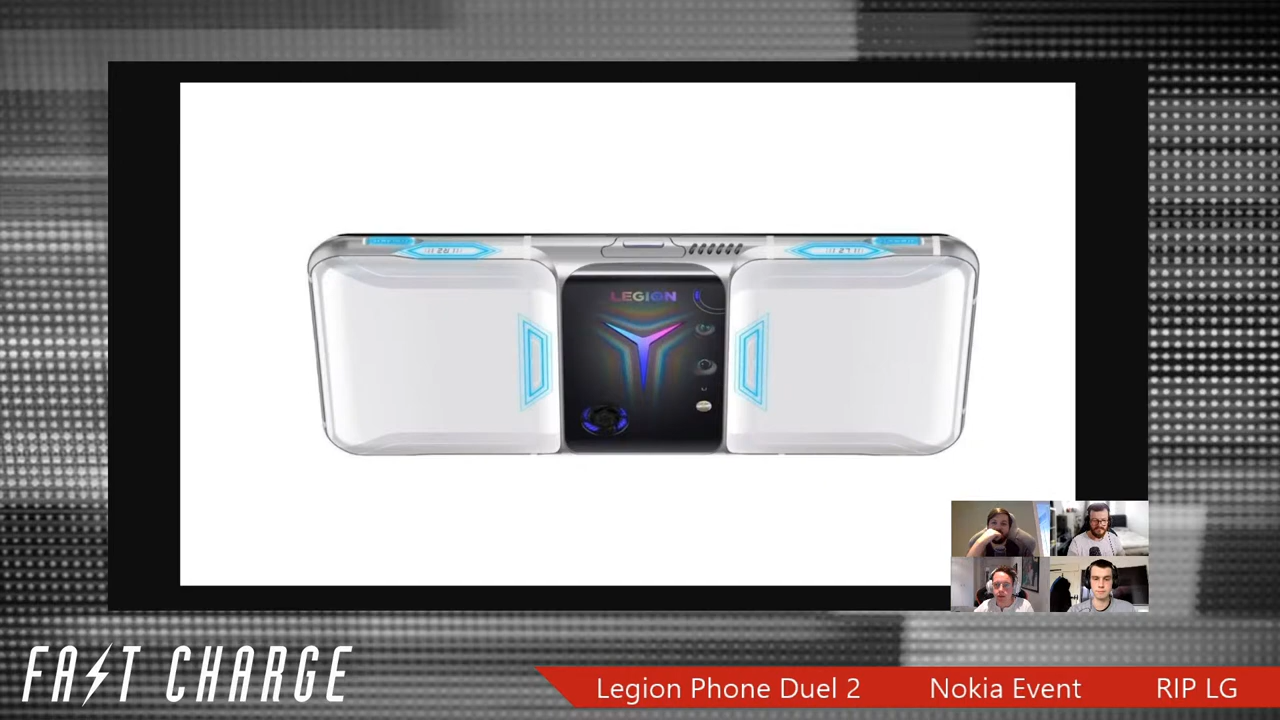 LEGION
FAST CHARGE
Legion Phone Duel 2
Nokia Event
RIP LG